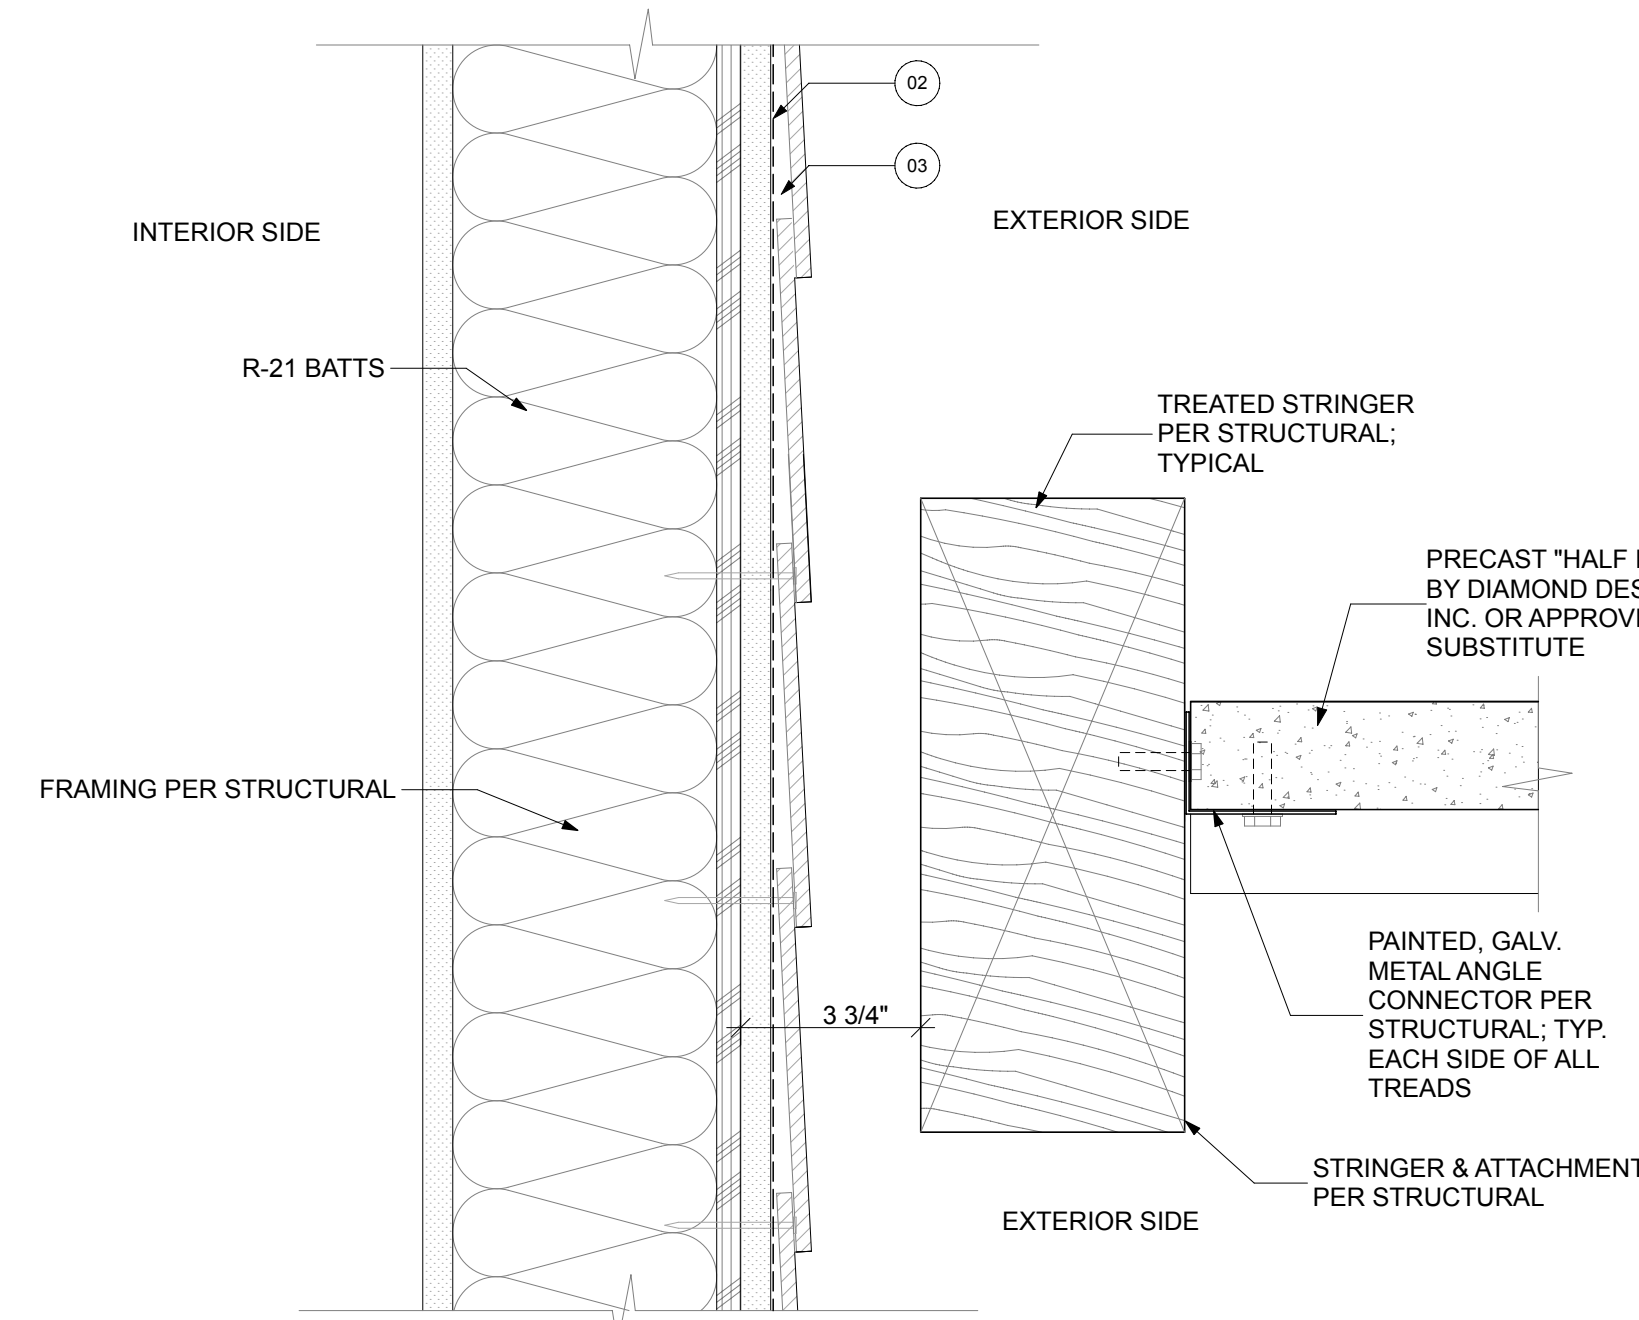 02
03
INTERIOR SIDE
EXTERIOR SIDE
R-21 BATTS
TREATED STRINGER
PER STRUCTURAL;
TYPICAL
PRECAST "HALF
BY DIAMOND
INC. OR
SUBSTITUTE
FRAMING PER STRUCTURAL
PAINTED, GALV.
METAL ANGLE
CONNECTOR PER
STRUCTURAL; TYP.
EACH SIDE OF ALL
TREADS
3 3/4"
STRINGER & ATTACHMENT
PER STRUCTURAL
EXTERIOR SIDE